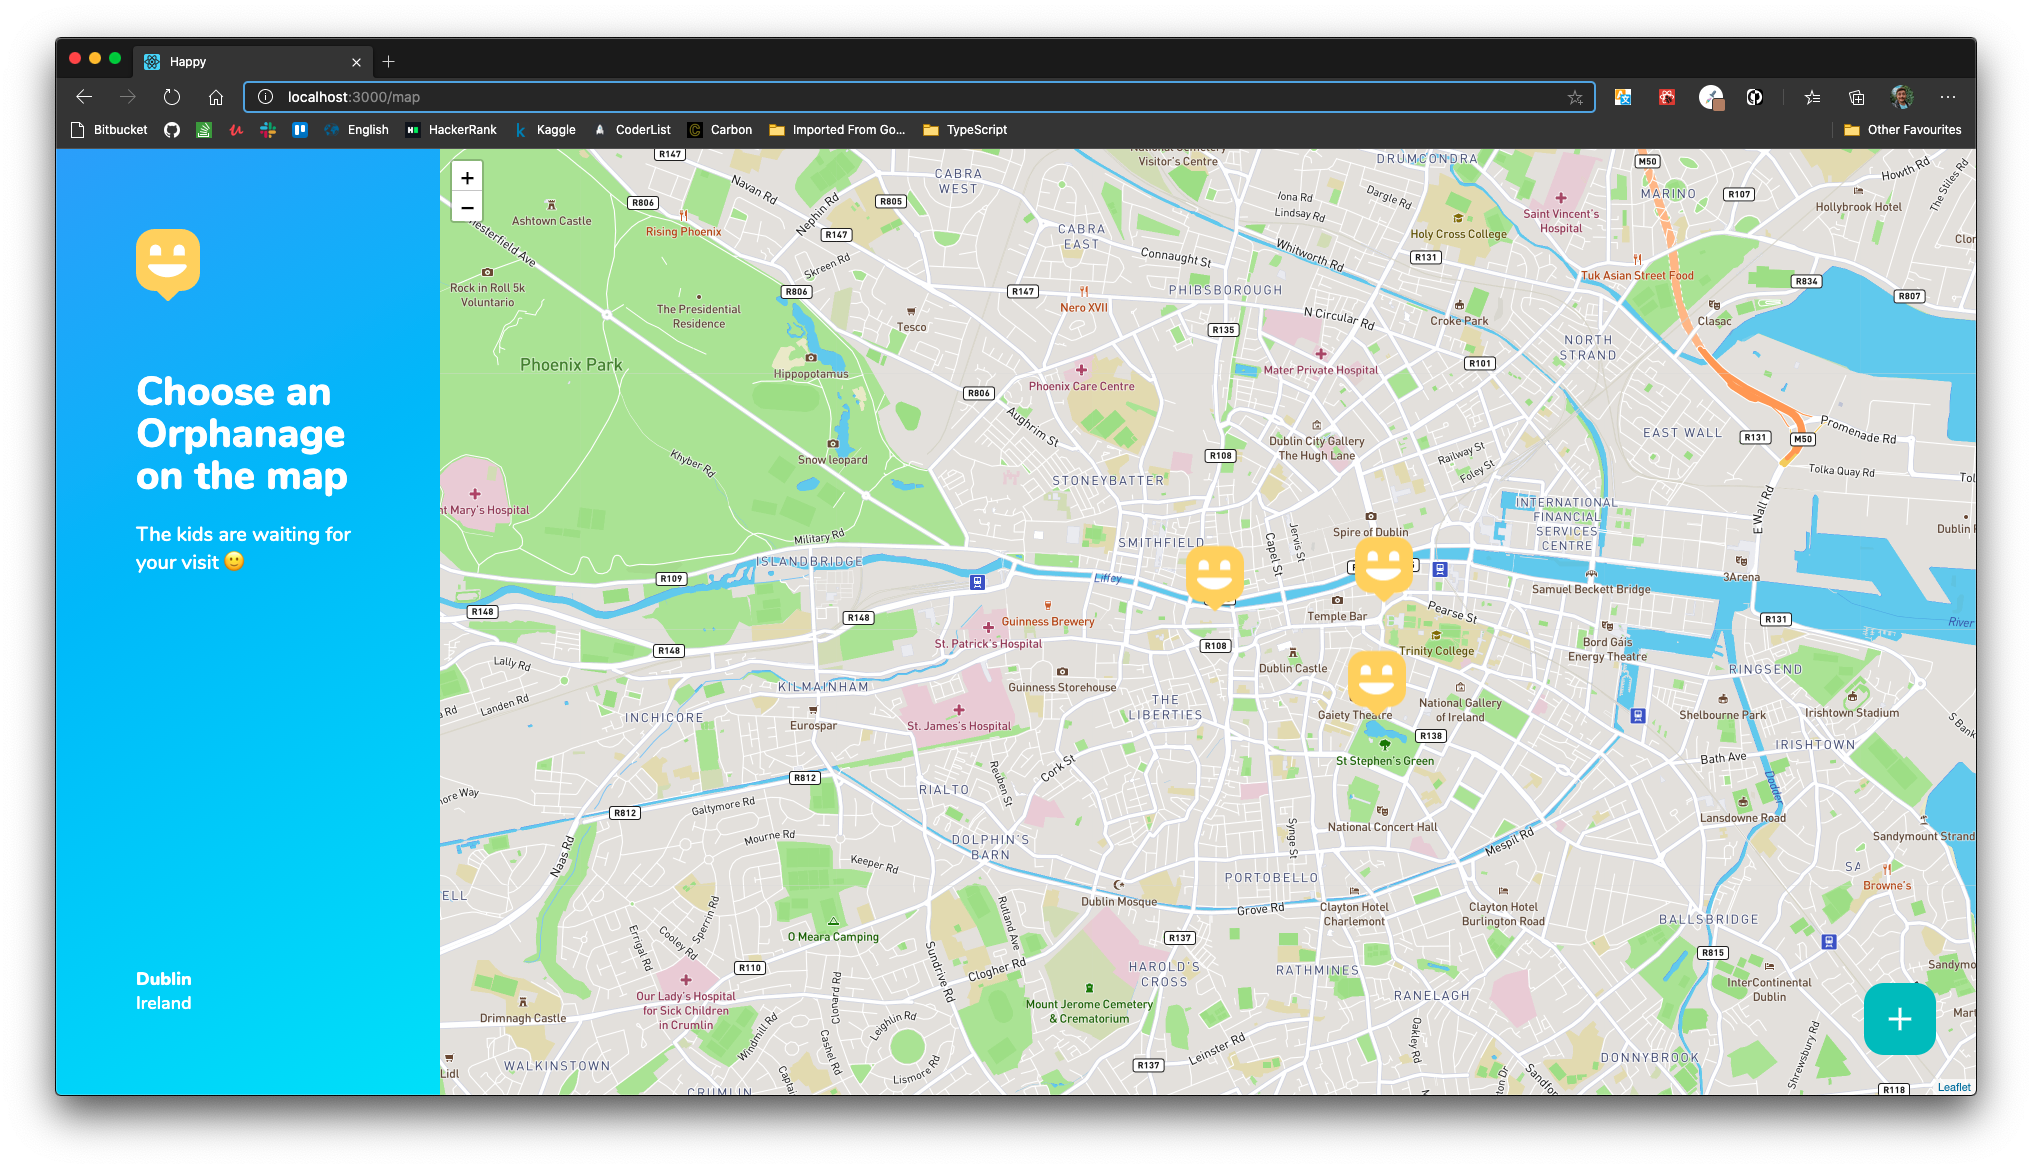 Happy
localhost:3000/map
Bitbucket
English
HackerRank
Kaggle
CoderList
Carbon
Imported From Go...
TypeScript
Other Favourites
Choose an
Orphanage
on the map
The kids are waiting for
your visit 🙂
Dublin
Ireland
+
−
R147
Visitor's Centre
DRUMCONDRA
M50
CABRA
WEST
Navan Rd
Nephin Rd
R806
R805
Ashtown Castle
Rising Phoenix
R147
Iona Rd
Lindsay Rd
Dargle Rd
Saint Vincent's
Hospital
MARINO
R107
Howth Rd
The Stiles Rd
Hollybrook Hotel
Holy Cross College
CABRA
EAST
Connaught St
Whitworth Rd
R131
Tuk Asian Street Food
R834
R807
Skreen Rd
Rock in Roll 5k
Voluntario
R806
R147
PHIBSBOROUGH
Nero XVII
The Presidential
Residence
Tesco
R135
N Circular Rd
Croke Park
Clasac
NORTH
STRAND
Phoenix Park
Hippopotamus
Phoenix Care Centre
Mater Private Hospital
R101
R806
Aughrim St
Promenade Rd
EAST WALL
R131
M50
Dublin City Gallery
The Hugh Lane
R108
Railway St
Foley St
Khyber Rd
Snow leopard
Tolka Quay Rd
STONEYBATTER
E Wall Rd
INTERNATIONAL
FINANCIAL
SERVICES
CENTRE
Spire of Dublin
Jervis St
Capel St
Military Rd
SMITHFIELD
ISLANDBRIDGE
R109
Liffey
3Arena
Samuel Beckett Bridge
R148
R148
Guinness Brewery
Temple Bar
Pearse St
R131
River
St. Patrick's Hospital
R148
R108
Trinity College
Bord Gáis
Energy Theatre
Lally Rd
Dublin Castle
RINGSEND
KILMAINHAM
Guinness Storehouse
Landen Rd
THE
LIBERTIES
National Gallery
of Ireland
Gaiety Theatre
Shelbourne Park
Irishtown Stadium
INCHICORE
Eurospar
St. James's Hospital
R138
IRISHTOWN
St Stephen's Green
Bath Ave
Cork St
Reuben St
R812
RIALTO
Dodder
R812
Galtymore Rd
Lansdowne Road
National Concert Hall
Synge St
Mespil Rd
Sandymount Strand
Mourne Rd
DOLPHIN'S
BARN
Naas Rd
Keeper Rd
PORTOBELLO
Browne's
Dublin Mosque
Grove Rd
Clayton Hotel
Charlemont
Clayton Hotel
Burlington Road
BALLSBRIDGE
Rutland Ave
Sperrin Rd
Cooley Rd
Errigal Rd
O Meara Camping
R137
Sundrive Rd
Clogher Rd
R110
HAROLD'S
CROSS
RATHMINES
R815
Our Lady's Hospital
for Sick Children
in Crumlin
InterContinental
Dublin
RANELAGH
Mount Jerome Cemetery
& Crematorium
Clonard Rd
Leighlin Rd
Drimnagh Castle
Windmill Rd
Cashel Rd
Oakley Rd
Leinster Rd
Shrewsbury Rd
DONNYBROOK
Lidl
WALKINSTOWN
R137
Lismore Rd
CRUMLIN
R118
Leaflet